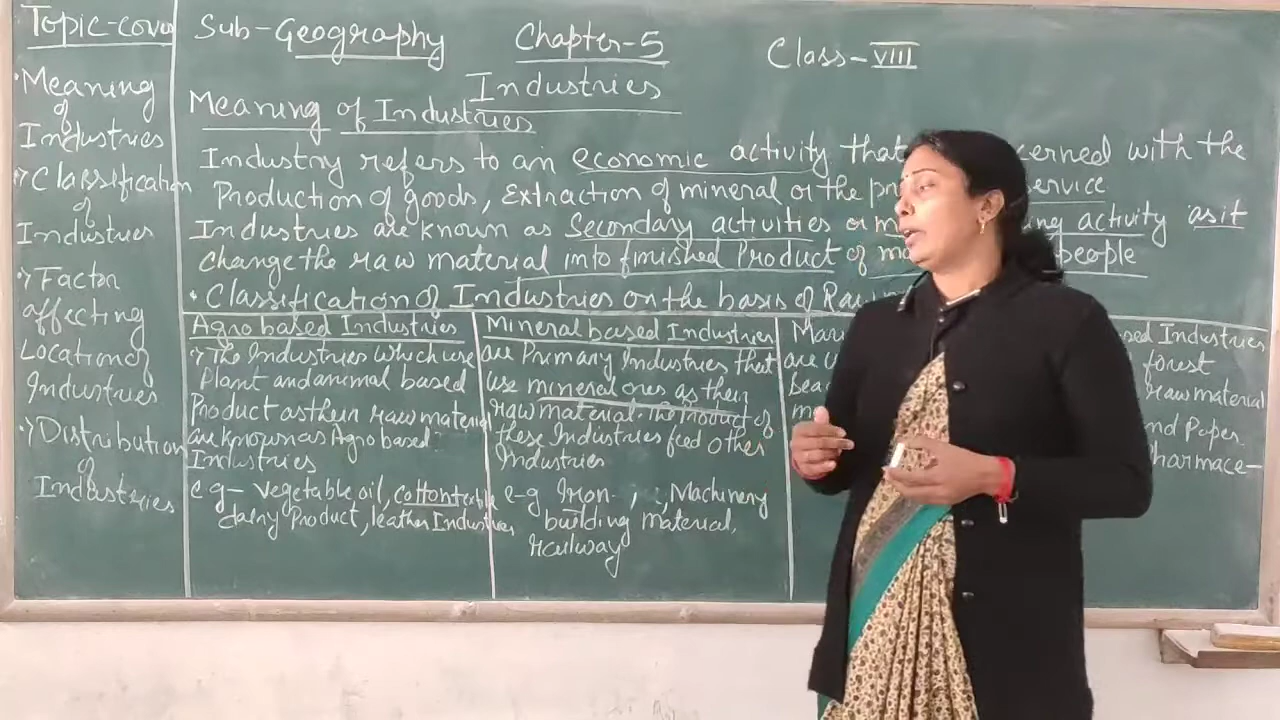 Topic-cover
Meaning
of
Industries
Classification
of
Industries
Factor
affecting
Location of
Industries
Distribution
of
Industries
Sub-Geography Chapter-5 Class-VIII
Industries
Meaning of Industries
Industry refers to an economic activity that cerned with the
Production of goods, Extraction of mineral or the service
Industries are known as Secondary activities or activity as it
change the raw material into finished Product of people
Classification of Industries on the basis of Raw
Agro based Industries
The Industries which use
Plant and animal based
Product as their raw material
are known as Agro based
Industries
e g- vegetable oil, cotton textile
dairy Product, leather Industries
Mineral based Industries
are Primary Industries that
use mineral ores as their
raw material. The Product of
these Industries feed other
Industries
e-g Iron- , Machinery
building material,
railway
Mar
are
Sea
sed Industries
forest
raw material
nd Paper
harmace-